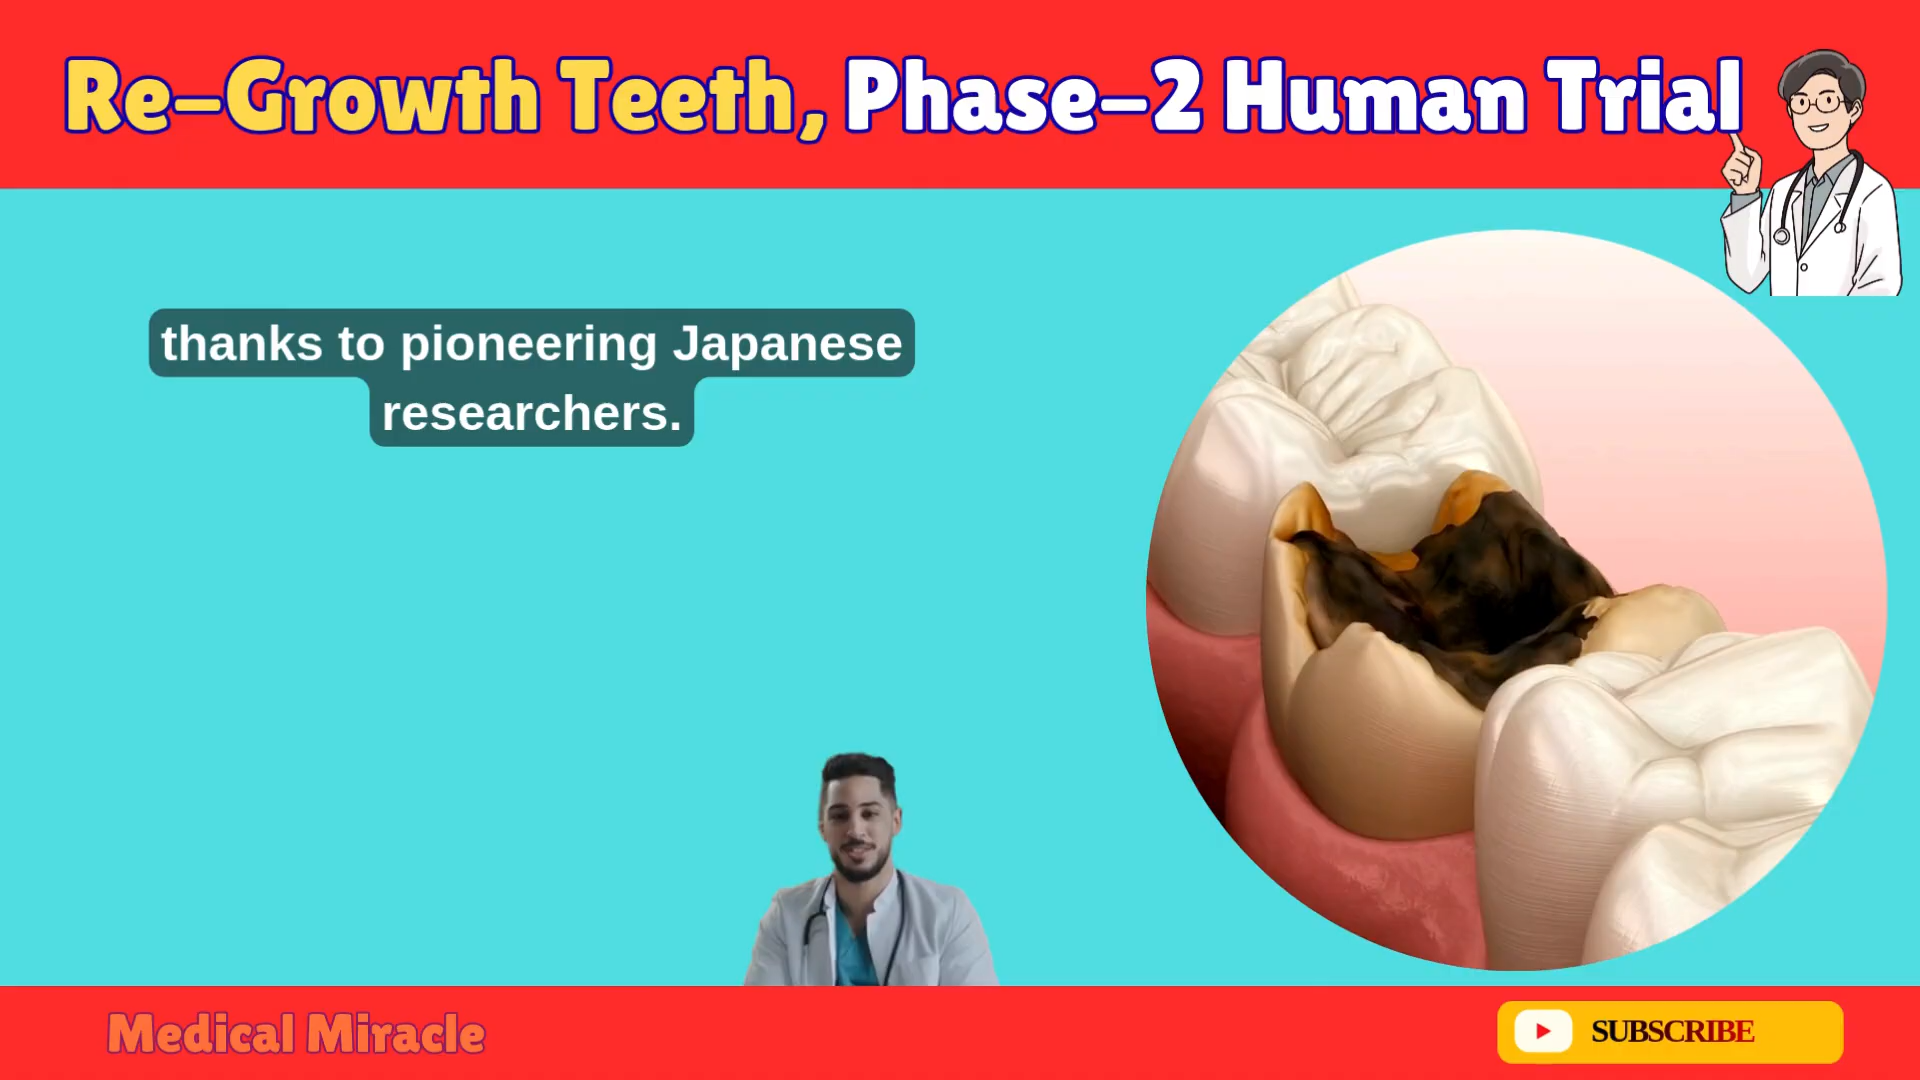 Re-Growth Teeth, Phase-2 Human Trial
thanks to pioneering Japanese
researchers.
Medical Miracle
SUBSCRIBE